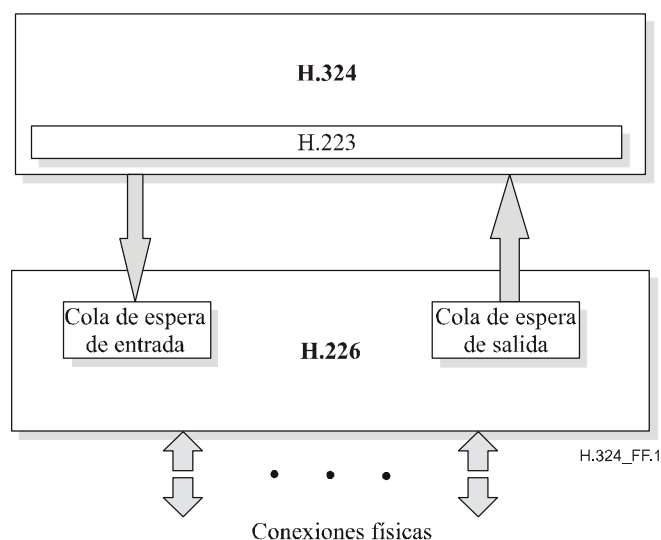 H.324
H.223
Cola de espera
de entrada
Cola de espera
de salida
H.226
H.324_FF.1
Conexiones físicas